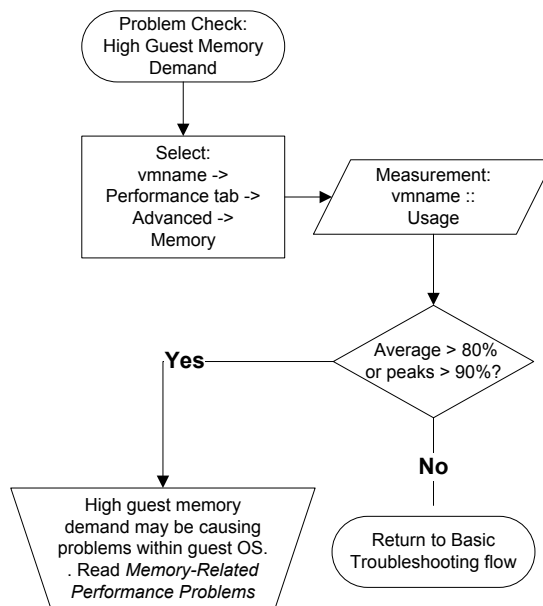 Problem Check:
High Guest Memory
Demand
Select:
vmname ->
Performance tab ->
Advanced ->
Memory
Measurement:
vmname ::
Usage
Average > 80%
or peaks > 90%?
Yes
No
High guest memory
demand may be causing
problems within guest OS.
. Read Memory-Related
Performance Problems
Return to Basic
Troubleshooting flow